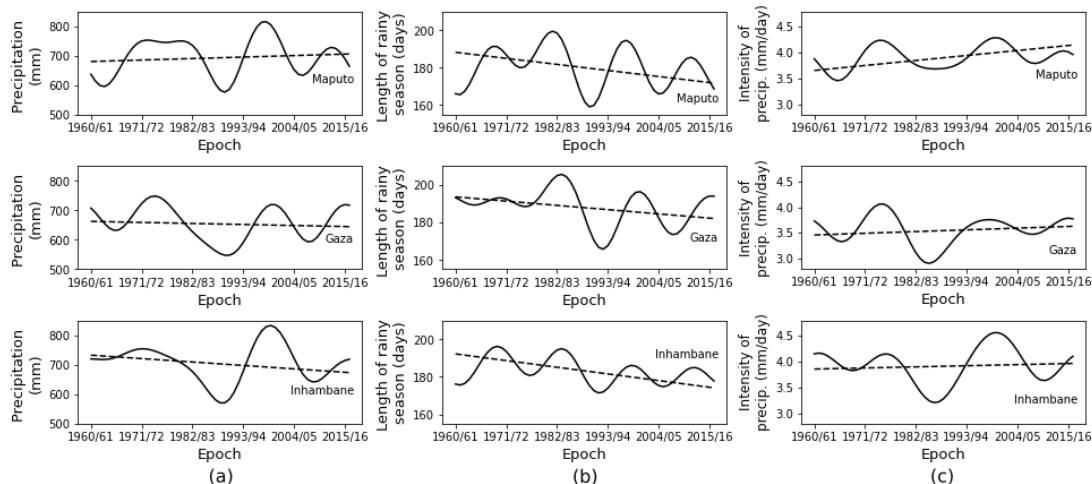 Precipitation
(mm)
800
700
600
500
Maputo
1960/61 1971/72 1982/83 1993/94 2004/05 2015/16
Epoch
Length of rainy
season (days)
200
180
160
Maputo
1960/61 1971/72 1982/83 1993/94 2004/05 2015/16
Epoch
Intensity of
precip. (mm/day)
4.5
4.0
3.5
3.0
Maputo
1960/61 1971/72 1982/83 1993/94 2004/05 2015/16
Epoch
Precipitation
(mm)
800
700
600
500
Gaza
1960/61 1971/72 1982/83 1993/94 2004/05 2015/16
Epoch
Length of rainy
season (days)
200
180
160
Gaza
1960/61 1971/72 1982/83 1993/94 2004/05 2015/16
Epoch
Intensity of
precip. (mm/day)
4.5
4.0
3.5
3.0
Gaza
1960/61 1971/72 1982/83 1993/94 2004/05 2015/16
Epoch
Precipitation
(mm)
800
700
600
500
Inhambane
1960/61 1971/72 1982/83 1993/94 2004/05 2015/16
Epoch
(a)
Length of rainy
season (days)
200
180
160
Inhambane
1960/61 1971/72 1982/83 1993/94 2004/05 2015/16
Epoch
(b)
Intensity of
precip. (mm/day)
4.5
4.0
3.5
3.0
Inhambane
1960/61 1971/72 1982/83 1993/94 2004/05 2015/16
Epoch
(c)